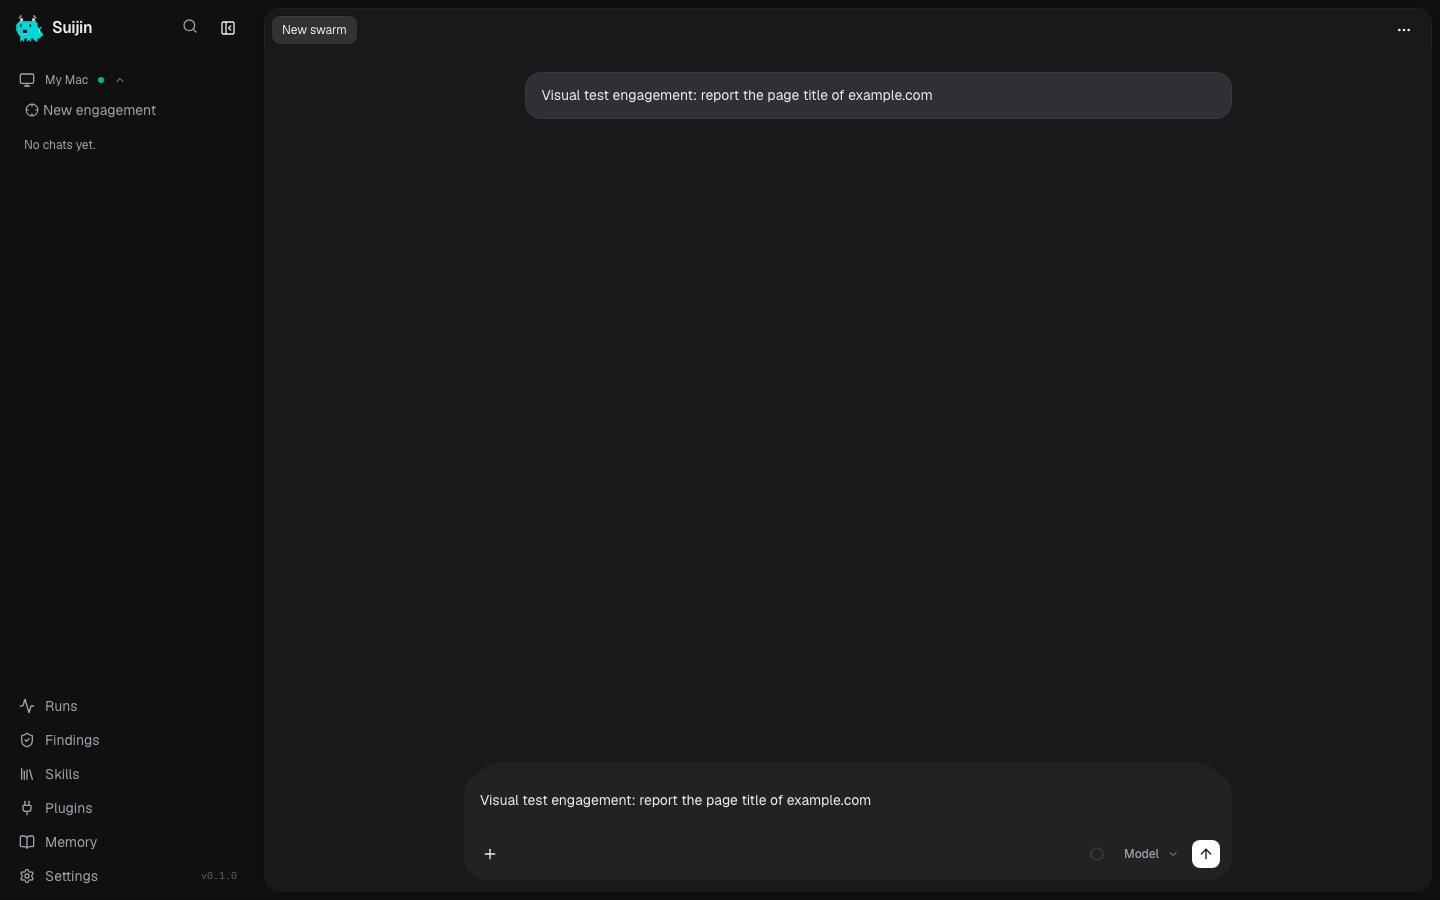 Suijin
New swarm
My Mac
New engagement
No chats yet.
Visual test engagement: report the page title of example.com
Runs
Findings
Skills
Plugins
Memory
Settings
v0.1.0
Visual test engagement: report the page title of example.com
Model